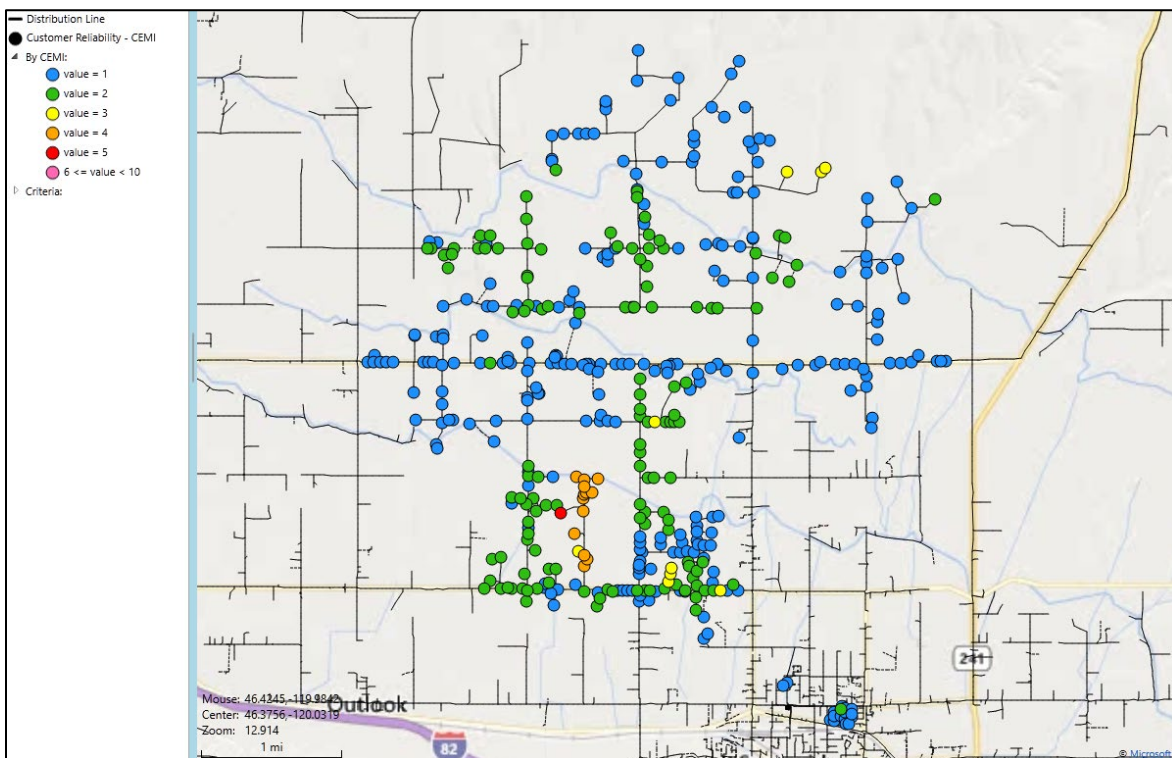 Distribution Line
Customer Reliability - CEMI
By CEMI:
value = 1
value = 2
value = 3
value = 4
value = 5
6 <= value < 10
Criteria:
241
Mouse: 46.4245,-119.9842
Outlook
Center: 46.3756 -120.0319
Zoom: 12.914
82
1 mi
© Microsoft